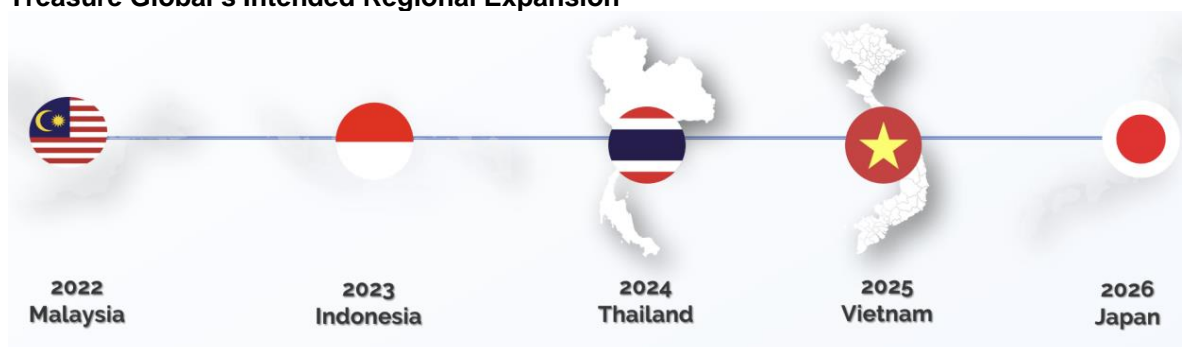 Treasure Global's Intended Regional Expansion
2022
Malaysia
2023
Indonesia
2024
Thailand
2025
Vietnam
2026
Japan